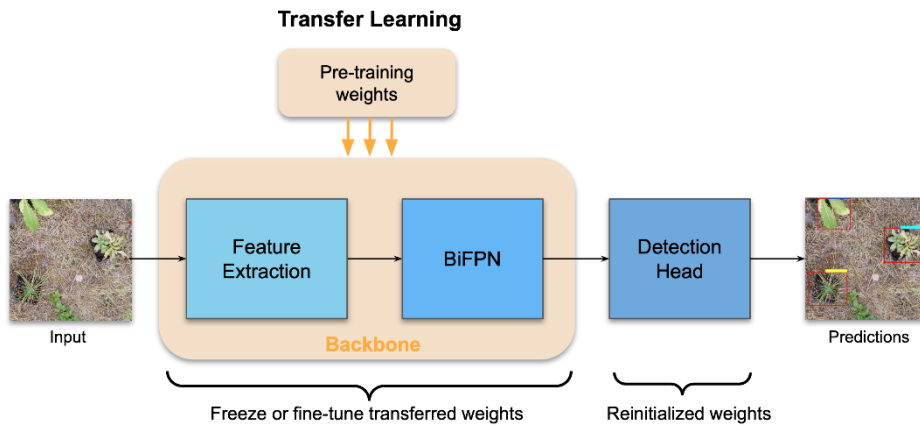 Transfer Learning
Pre-training
weights
Feature
Extraction
BiFPN
Detection
Head
Input
Backbone
Predictions
Freeze or fine-tune transferred weights
Reinitialized weights